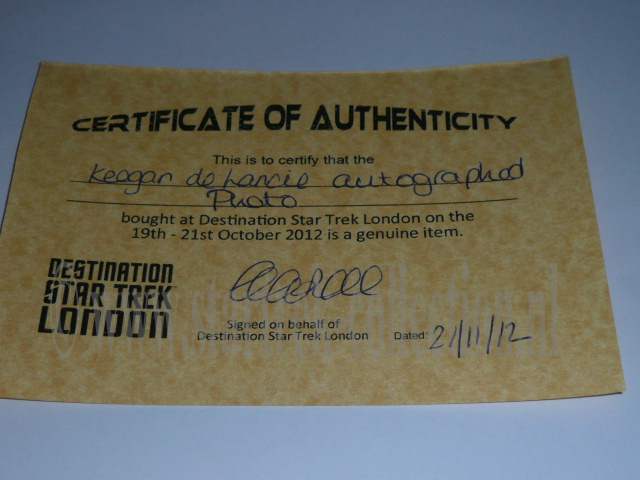 CERTIFICATE OF AUTHENTICITY
This is to certify that the
Keegan de Lancie autographed
Photo
bought at Destination Star Trek London on the
19th - 21st October 2012 is a genuine item.
DESTINATION
STAR TREK
LONDON
Signed on behalf of
Destination Star Trek London
Dated: 21/11/12